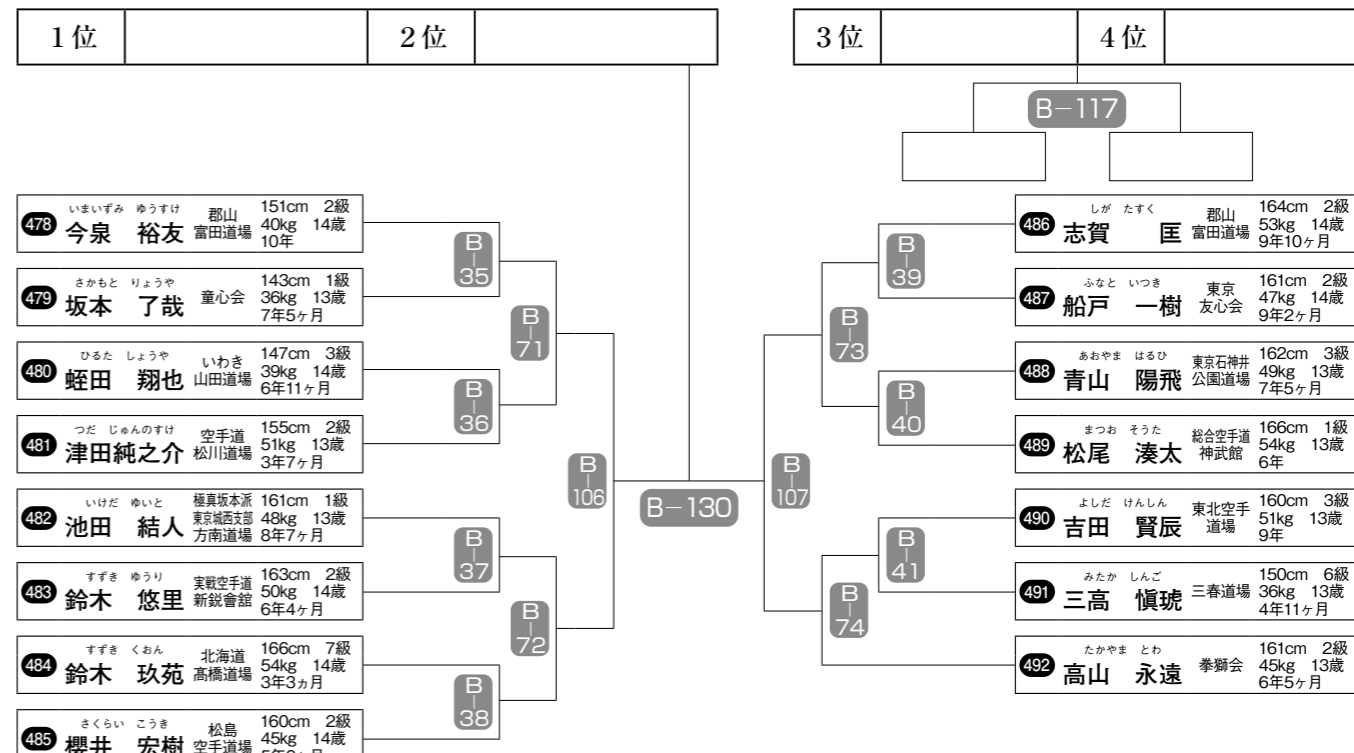 1位 2位 3位 4位
B－117
478 いまいずみ ゆうすけ
今泉 裕友
郡山
富田道場
151cm 2級
40kg 14歳
10年
479 さかもと りょうや
坂本 了哉
童心会
143cm 1級
36kg 13歳
7年5ヶ月
480 ひるた しょうや
蛭田 翔也
いわき
山田道場
147cm 3級
39kg 14歳
6年11ヶ月
481 つだ じゅんのすけ
津田純之介
空手道
松川道場
155cm 2級
51kg 13歳
3年7ヶ月
482 いけだ ゆいと
池田 結人
極真坂本派
東京城西支部
方南道場
161cm 1級
48kg 13歳
8年7ヶ月
483 すずき ゆうり
鈴木 悠里
実戦空手道
新鋭會館
163cm 2級
50kg 14歳
6年4ヶ月
484 すずき くおん
鈴木 玖苑
北海道
髙橋道場
166cm 7級
54kg 14歳
3年3ヵ月
485 さくらい こうき
櫻井 宏樹
松島
空手道場
160cm 2級
45kg 14歳
B－35
B－36
B－37
B－38
B－71
B－72
B－106
B－130
B－107
B－73
B－74
B－39
B－40
B－41
486 しが たすく
志賀 匡
郡山
富田道場
164cm 2級
53kg 14歳
9年10ヶ月
487 ふなと いつき
船戸 一樹
東京
友心会
161cm 2級
47kg 14歳
9年2ヶ月
488 あおやま はるひ
青山 陽飛
東京石神井
公園道場
162cm 3級
49kg 13歳
7年5ヶ月
489 まつお そうた
松尾 湊太
総合空手道
神武館
166cm 1級
54kg 13歳
6年
490 よしだ けんしん
吉田 賢辰
東北空手
道場
160cm 3級
51kg 13歳
9年
491 みたか しんご
三高 愼琥
三春道場
150cm 6級
36kg 13歳
4年11ヶ月
492 たかやま とわ
高山 永遠
拳獅会
161cm 2級
45kg 13歳
6年5ヶ月